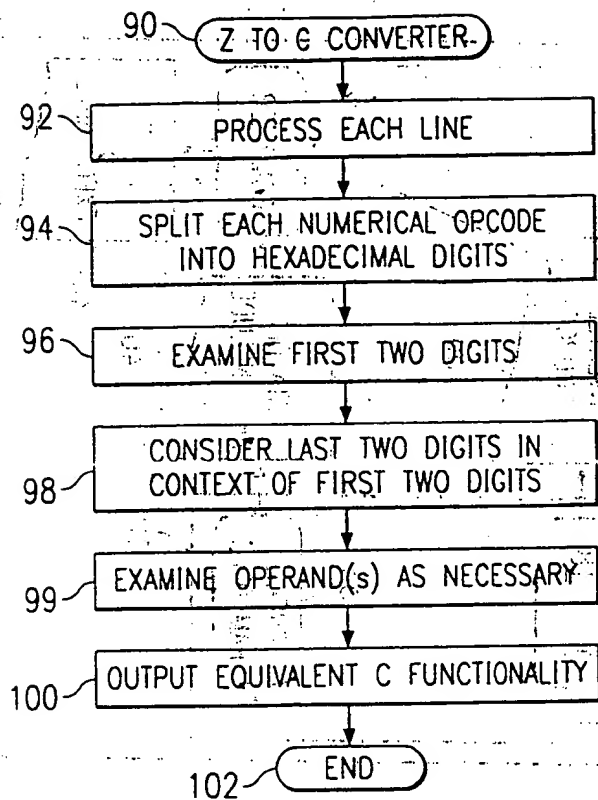 90
Z TO C CONVERTER
92
PROCESS EACH LINE
94
SPLIT EACH NUMERICAL OPCODE
INTO HEXADECIMAL DIGITS
96
EXAMINE FIRST TWO DIGITS
98
CONSIDER LAST TWO DIGITS IN
CONTEXT OF FIRST TWO DIGITS
99
EXAMINE OPERAND(s) AS NECESSARY
100
OUTPUT EQUIVALENT C FUNCTIONALITY
102
END